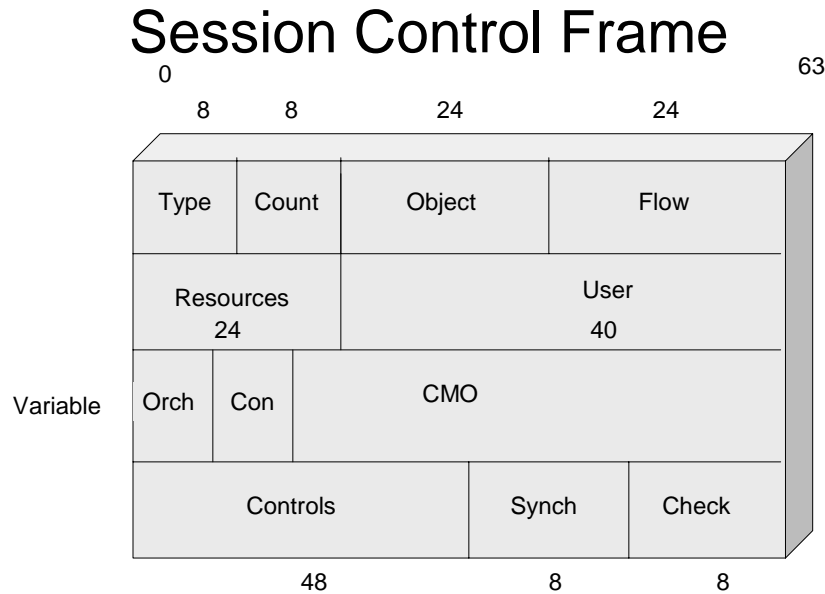 Session Control Frame
0 63
8 8 24 24
Type Count Object Flow
Resources User
24 40
Variable Orch Con CMO
Controls Synch Check
48 8 8